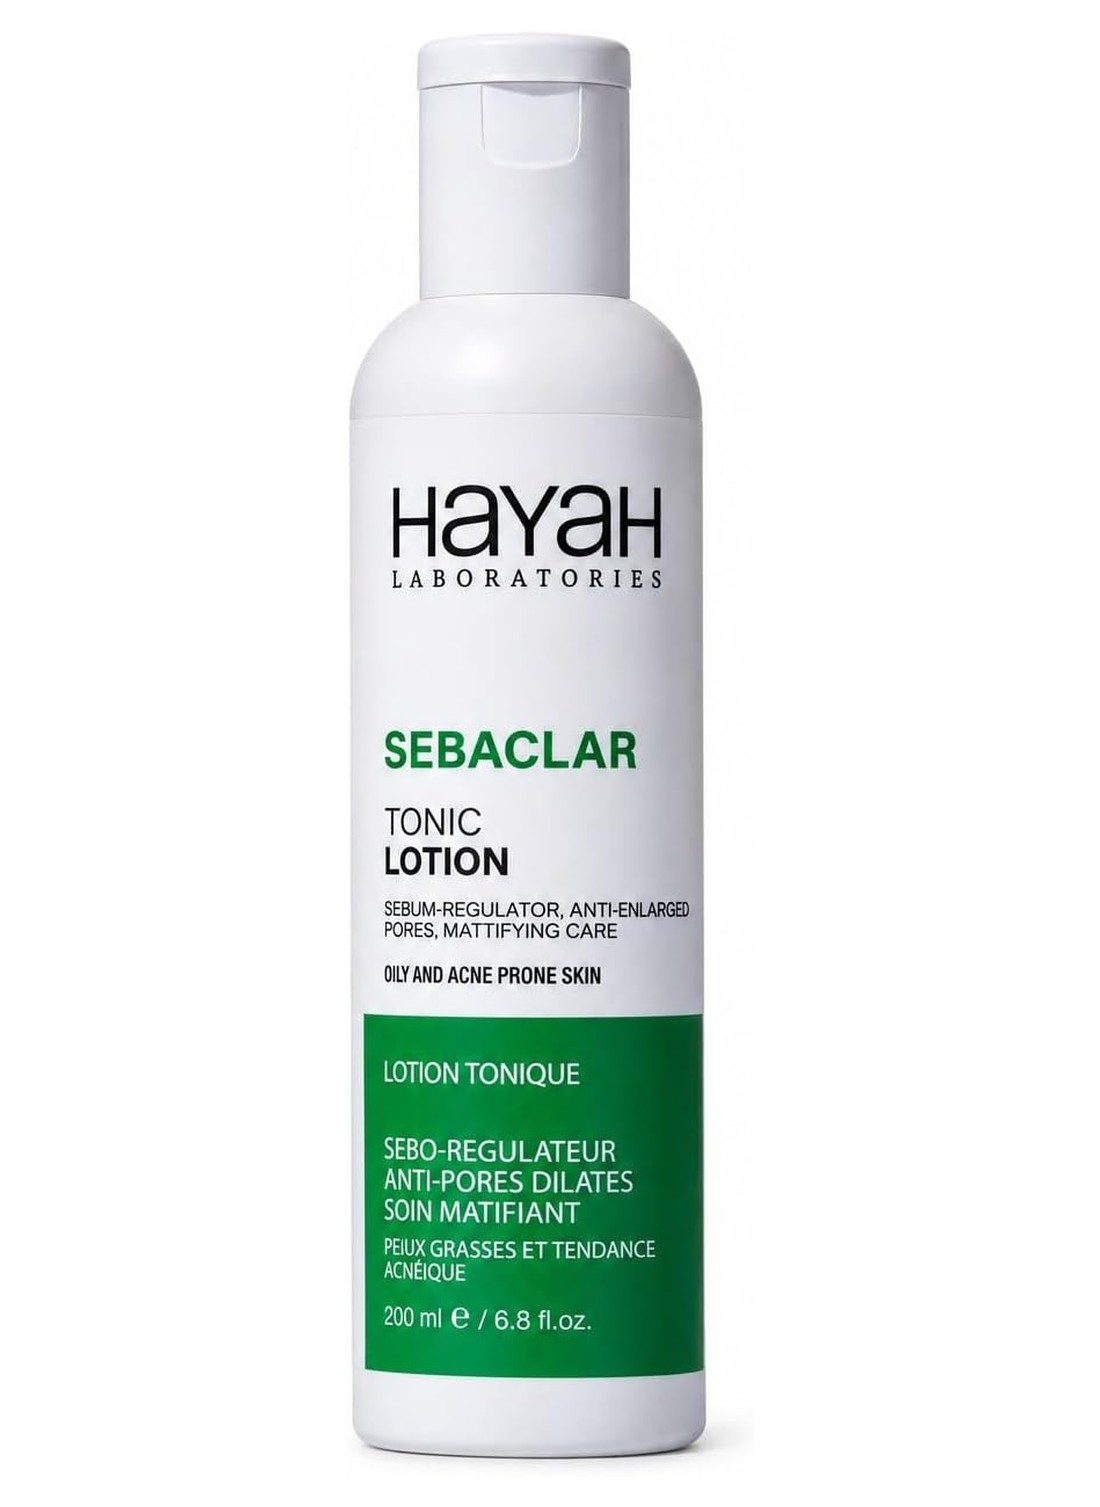 HAYAH
LABORATORIES
SEBACLAR
TONIC
LOTION
SEBUM-REGULATOR, ANTI-ENLARGED
PORES, MATTIFYING CARE
OILY AND ACNE PRONE SKIN
LOTION TONIQUE
SEBO-REGULATEUR
ANTI-PORES DILATES
SOIN MATIFIANT
PEIUX GRASSES ET TENDANCE
ACNÉIQUE
200 ml ℮ / 6.8 fl.oz.